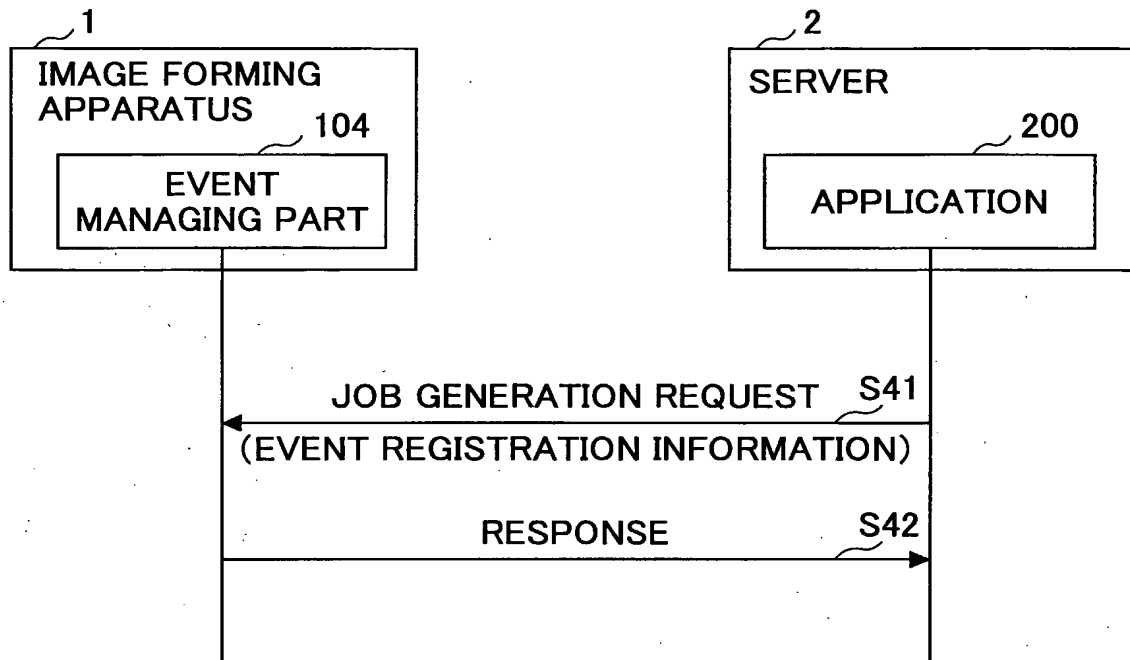 1
IMAGE FORMING
APPARATUS
104
EVENT
MANAGING PART
2
SERVER
200
APPLICATION
JOB GENERATION REQUEST
S41
(EVENT REGISTRATION INFORMATION)
RESPONSE
S42